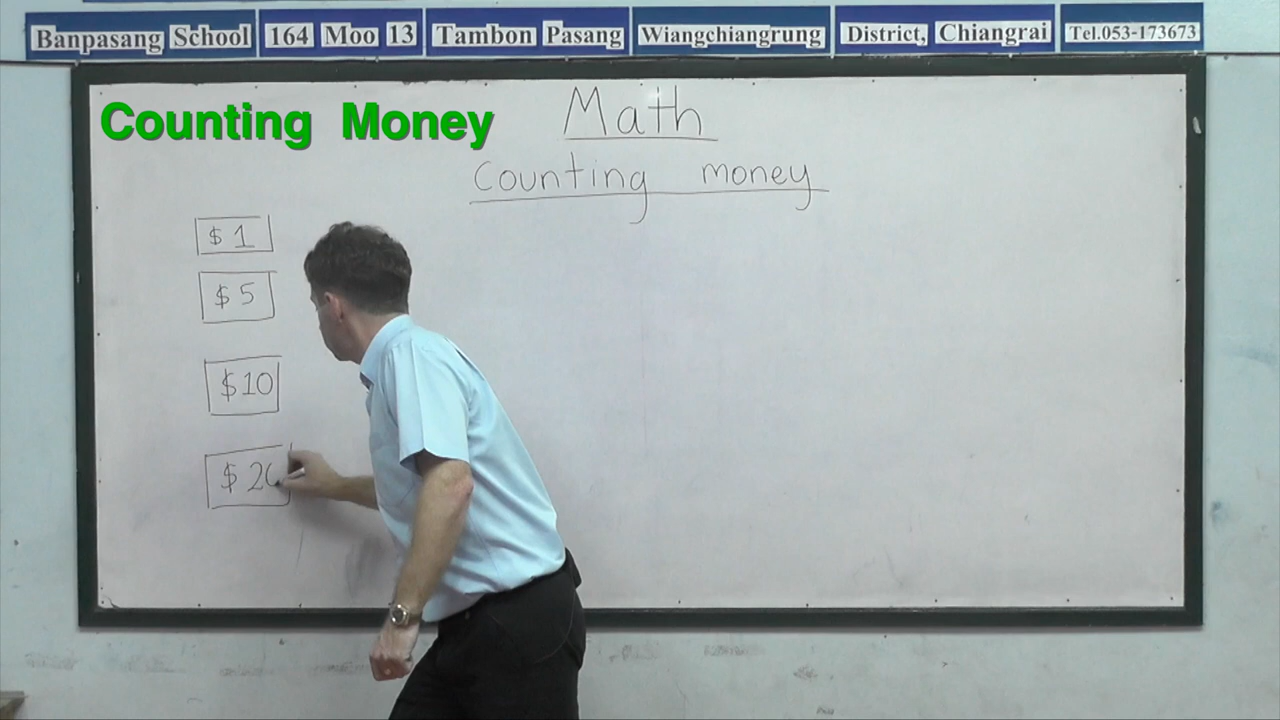 Banpasang School 164 Moo 13 Tambon Pasang Wiangchiangrung District, Chiangrai Tel.053-173673
Counting Money
Math
Counting money
$ 1
$ 5
$ 10
$ 20